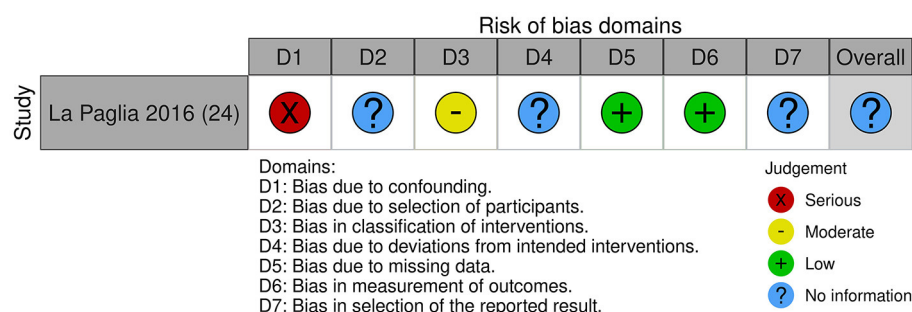 Risk of bias domains
D1 D2 D3 D4 D5 D6 D7 Overall
Study
La Paglia 2016 (24) X ? - ? + + ? ?
Domains:
D1: Bias due to confounding.
D2: Bias due to selection of participants.
D3: Bias in classification of interventions.
D4: Bias due to deviations from intended interventions.
D5: Bias due to missing data.
D6: Bias in measurement of outcomes.
D7: Bias in selection of the reported result.
Judgement
X Serious
- Moderate
+ Low
? No information